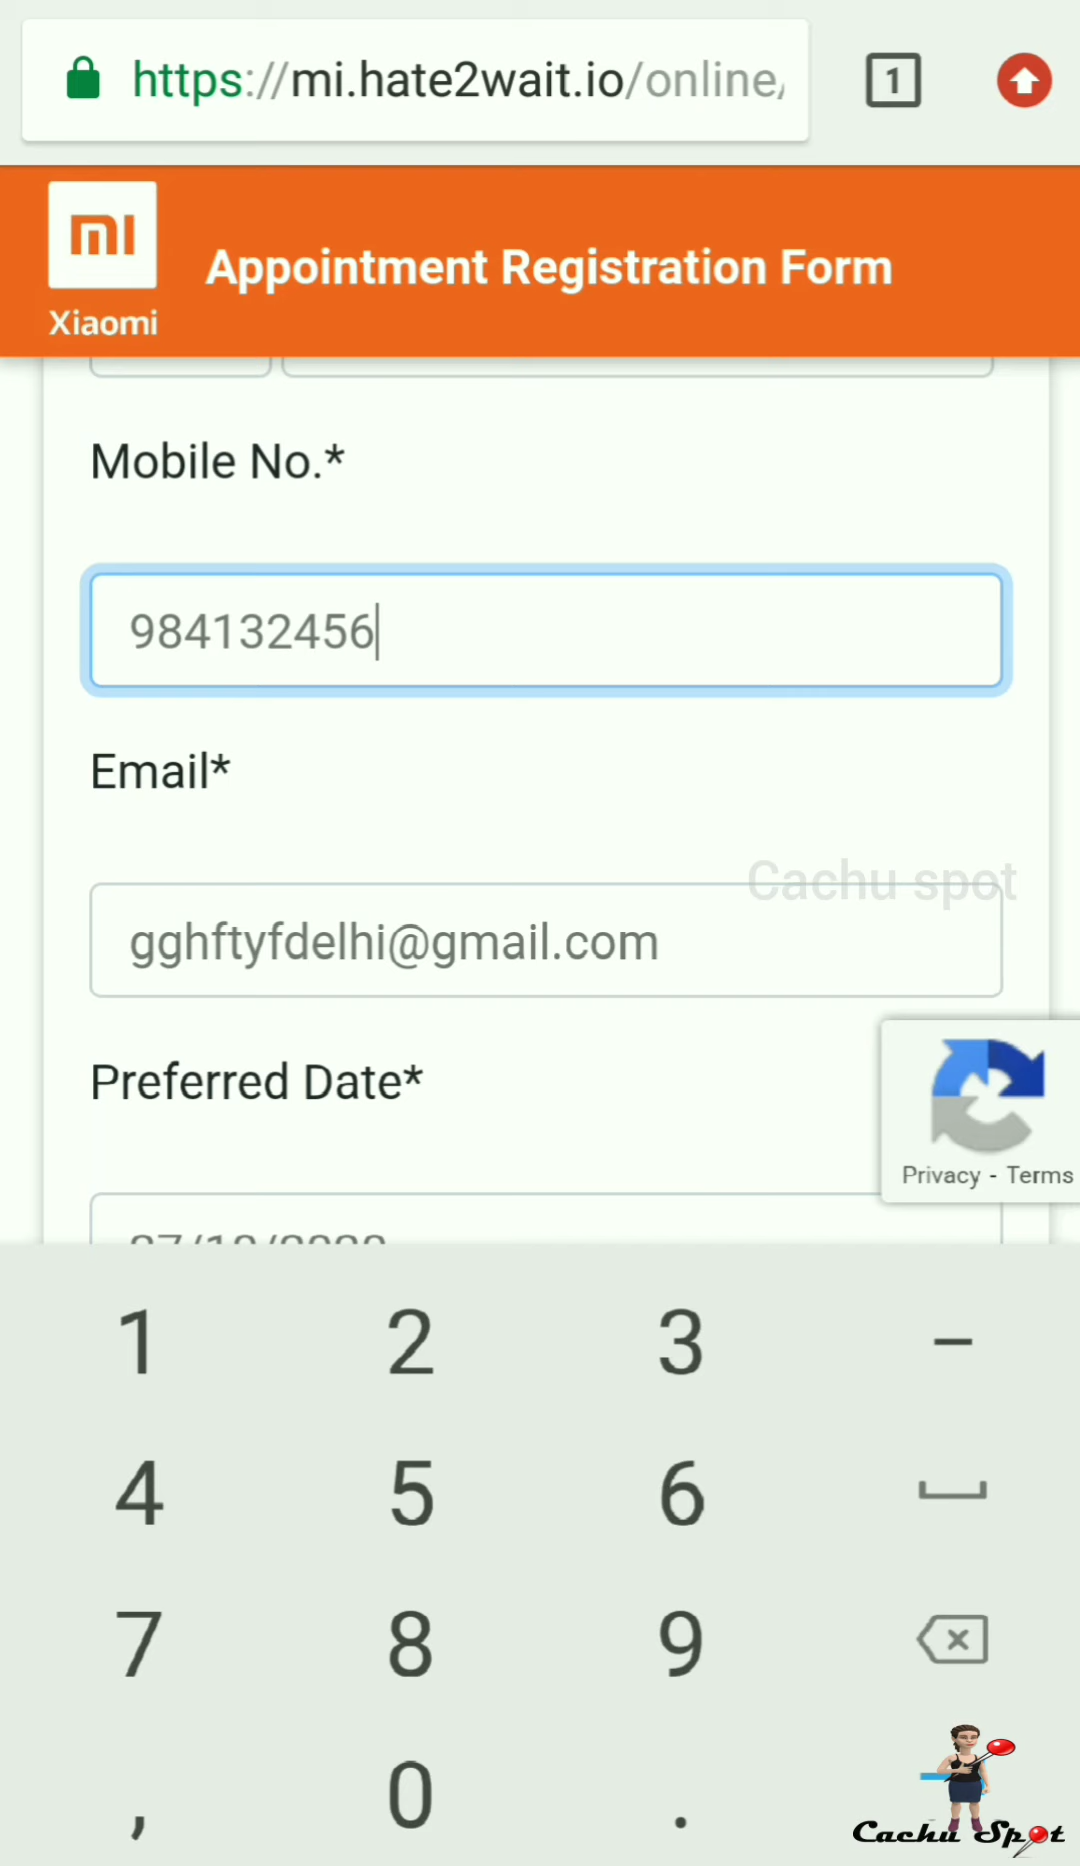 https://mi.hate2wait.io/online,
1
mi
Xiaomi
Appointment Registration Form
Mobile No.*
984132456
Email*
Cachu spot
gghftyfdelhi@gmail.com
Preferred Date*
Privacy - Terms
1 2 3 -
4 5 6
7 8 9
, 0 .
Cachu Spot